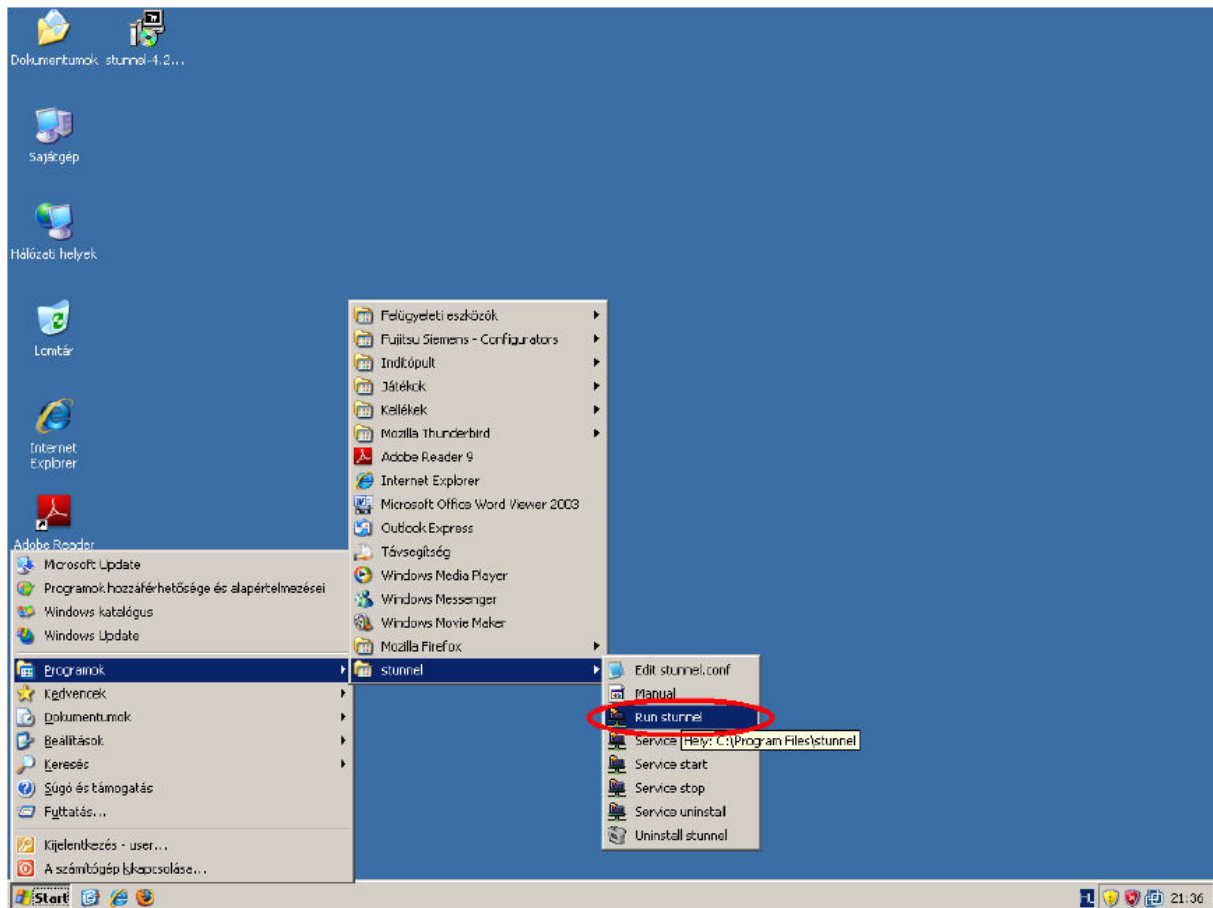 Dokumentumok
stunnel-4.2...
Sajátgép
Hálózati helyek
Lomtár
Internet
Explorer
Adobe Reader
Microsoft Update
Programok hozzáférhetősége és alapértelmezései
Windows katalógus
Windows Update
Programok
Kedvencek
Dokumentumok
Beállítások
Keresés
Súgó és támogatás
Futtatás...
Kijelentkezés - user...
A számítógép kikapcsolása...
Felügyeleti eszközök
Fujitsu Siemens - Configurators
Indítópult
Játékok
Kellékek
Mozilla Thunderbird
Adobe Reader 9
Internet Explorer
Microsoft Office Word Viewer 2003
Outlook Express
Távsegítség
Windows Media Player
Windows Messenger
Windows Movie Maker
Mozilla Firefox
stunnel
Edit stunnel.conf
Manual
Run stunnel
Service
Hely: C:\Program Files\stunnel
Service start
Service stop
Service uninstall
Uninstall stunnel
Start
HU
21:36